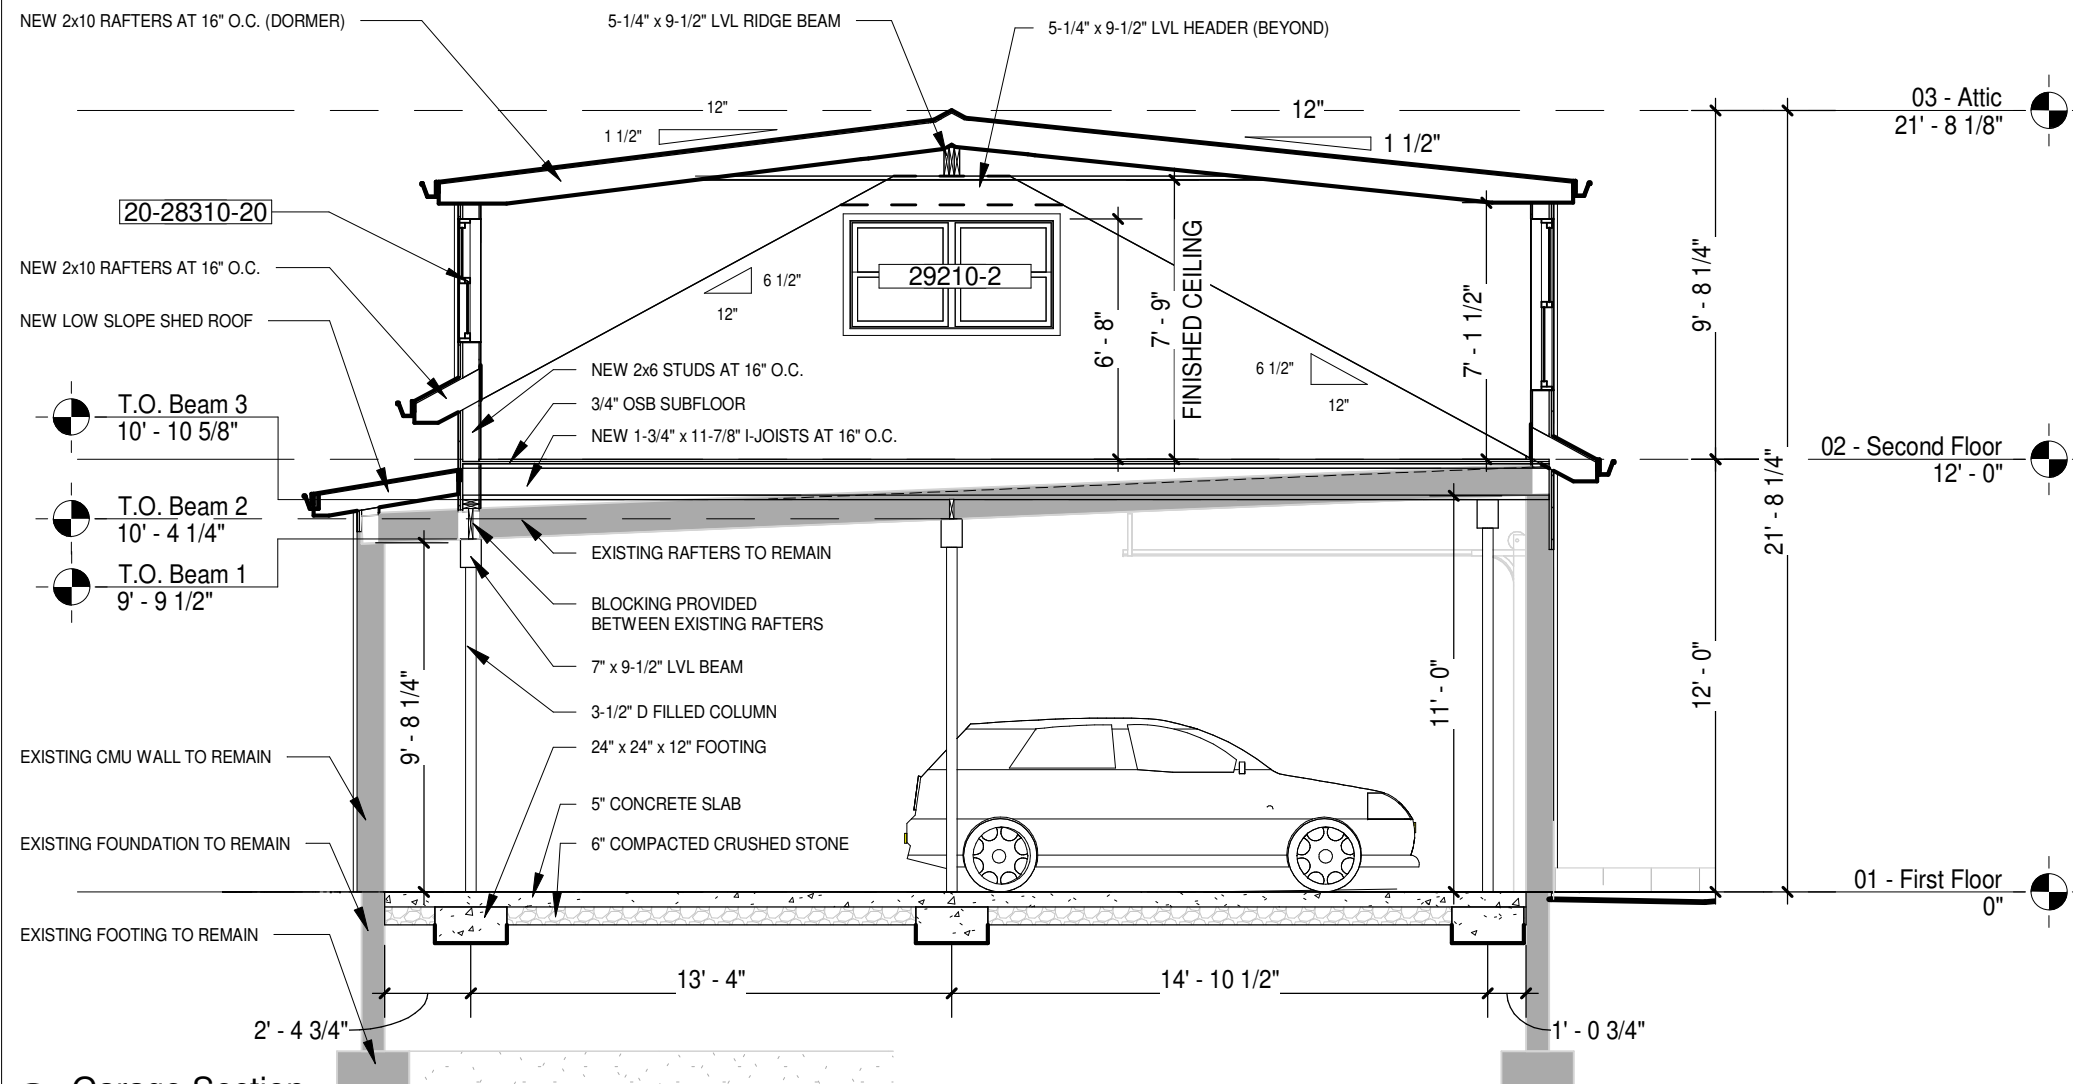 NEW 2x10 RAFTERS AT 16" O.C. (DORMER)
5-1/4" x 9-1/2" LVL RIDGE BEAM
5-1/4" x 9-1/2" LVL HEADER (BEYOND)
12"
12"
03 - Attic
21' - 8 1/8"
1 1/2"
1 1/2"
20-28310-20
NEW 2x10 RAFTERS AT 16" O.C.
NEW LOW SLOPE SHED ROOF
29210-2
6 1/2"
12"
6' - 8"
7' - 9"
FINISHED CEILING
6 1/2"
12"
7' - 1 1/2"
9' - 8 1/4"
NEW 2x6 STUDS AT 16" O.C.
3/4" OSB SUBFLOOR
NEW 1-3/4" x 11-7/8" I-JOISTS AT 16" O.C.
T.O. Beam 3
10' - 10 5/8"
02 - Second Floor
12' - 0"
T.O. Beam 2
10' - 4 1/4"
21' - 8 1/4"
EXISTING RAFTERS TO REMAIN
T.O. Beam 1
9' - 9 1/2"
BLOCKING PROVIDED
BETWEEN EXISTING RAFTERS
7" x 9-1/2" LVL BEAM
9' - 8 1/4"
11' - 0"
12' - 0"
3-1/2" D FILLED COLUMN
24" x 24" x 12" FOOTING
EXISTING CMU WALL TO REMAIN
5" CONCRETE SLAB
EXISTING FOUNDATION TO REMAIN
6" COMPACTED CRUSHED STONE
01 - First Floor
0"
EXISTING FOOTING TO REMAIN
13' - 4"
14' - 10 1/2"
2' - 4 3/4"
1' - 0 3/4"
Garage Section